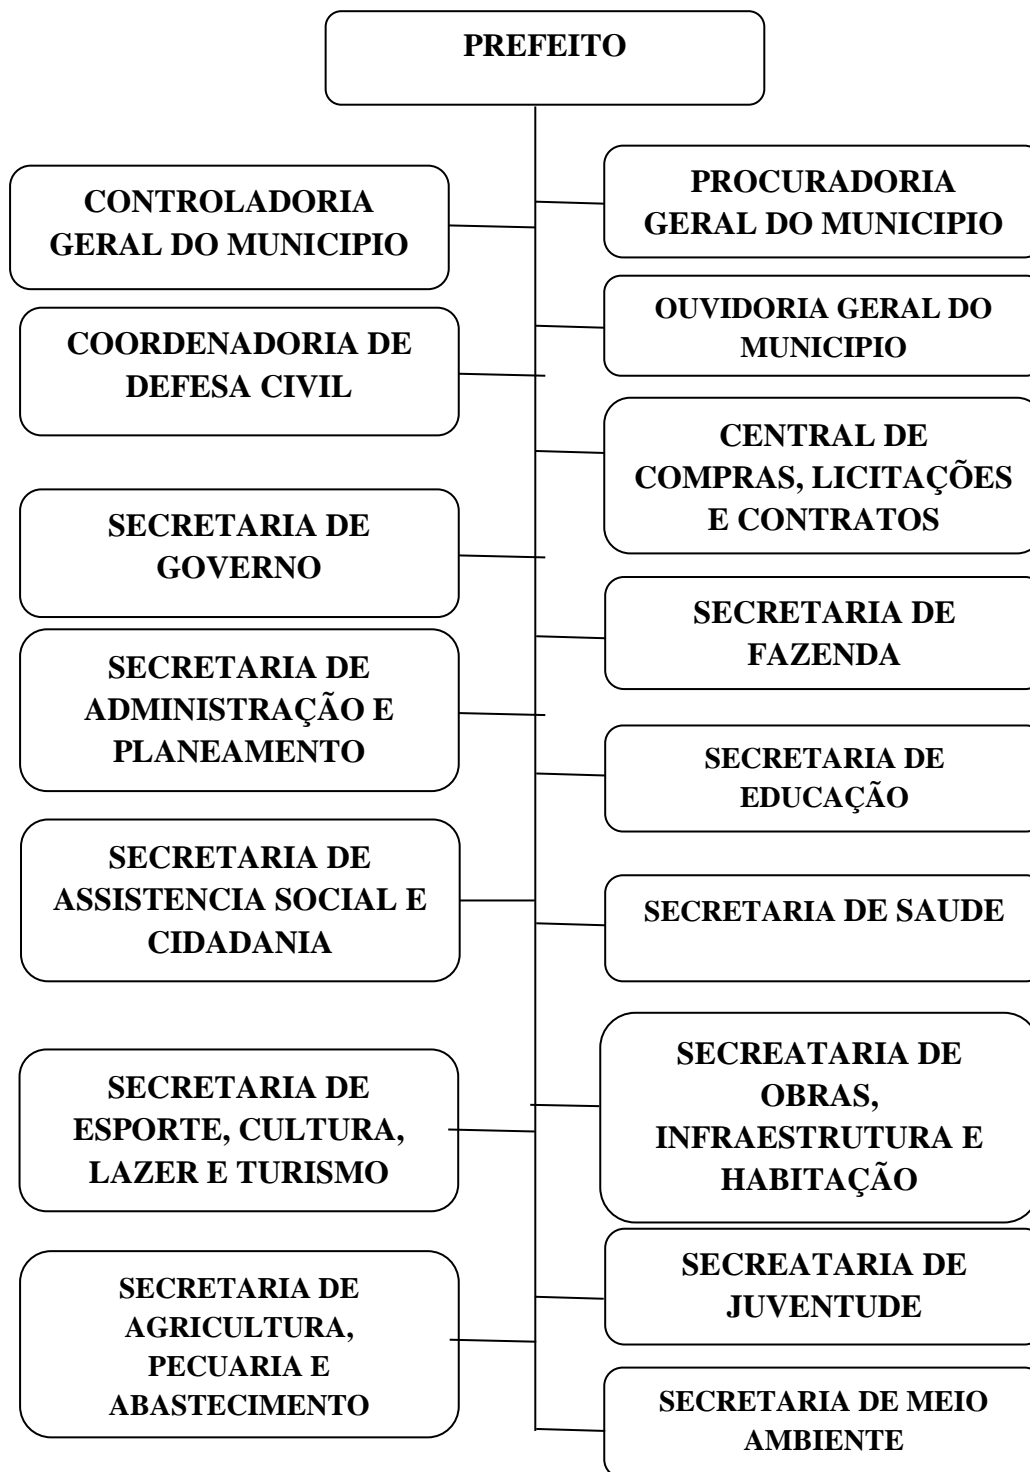 PREFEITO
CONTROLADORIA
GERAL DO MUNICIPIO
PROCURADORIA
GERAL DO MUNICIPIO
OUVIDORIA GERAL DO
MUNICIPIO
COORDENADORIA DE
DEFESA CIVIL
CENTRAL DE
COMPRAS, LICITAÇÕES
E CONTRATOS
SECRETARIA DE
GOVERNO
SECRETARIA DE
FAZENDA
SECRETARIA DE
ADMINISTRAÇÃO E
PLANEAMENTO
SECRETARIA DE
EDUCAÇÃO
SECRETARIA DE
ASSISTENCIA SOCIAL E
CIDADANIA
SECRETARIA DE SAUDE
SECRETARIA DE
ESPORTE, CULTURA,
LAZER E TURISMO
SECREATARIA DE
OBRAS,
INFRAESTRUTURA E
HABITAÇÃO
SECREATARIA DE
JUVENTUDE
SECRETARIA DE
AGRICULTURA,
PECUARIA E
ABASTECIMENTO
SECRETARIA DE MEIO
AMBIENTE